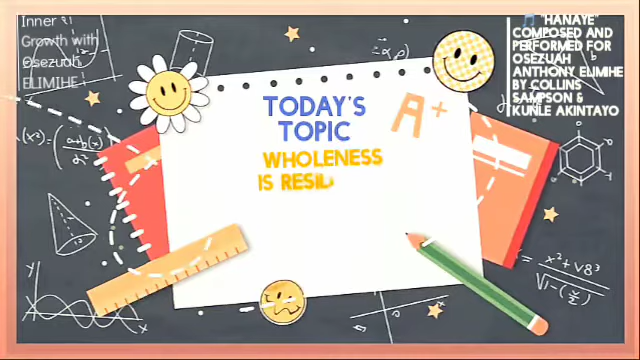 Inner
Growth with
Osezuah
ELIMIHE
"HANAYE"
COMPOSED AND
PERFORMED FOR
OSEZUAH
ANTHONY ELIMIHE
BY COLLINS
SAMPSON &
KUNLE AKINTAYO
TODAY'S
TOPIC
A+
WHOLENESS
IS RESID